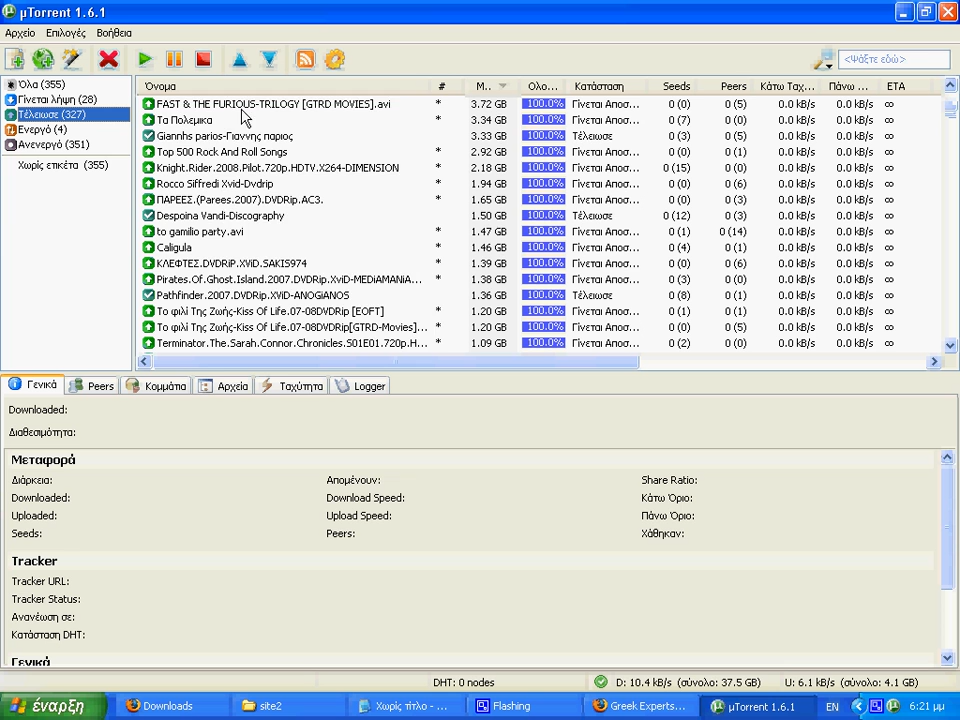 µTorrent 1.6.1
Αρχείο Επιλογές Βοήθεια
<Ψάξτε εδώ>
Όλα (355)
Γίνεται λήψη (28)
Τέλειωσε (327)
Ενεργό (4)
Ανενεργό (351)
Χωρίς ετικέτα (355)
Όνομα # Μ.. Ολο... Κατάσταση Seeds Peers Κάτω Ταχ... Πάνω ... ETA
FAST & THE FURIOUS-TRILOGY [GTRD MOVIES].avi * 3.72 GB 100.0% Γίνεται Αποσ... 0 (0) 0 (5) 0.0 kB/s 0.0 kB/s ∞
Τα Πολεμικα * 3.34 GB 100.0% Γίνεται Αποσ... 0 (7) 0 (0) 0.0 kB/s 0.0 kB/s ∞
Giannhs parios-Γιαννης παριος 3.33 GB 100.0% Τέλειωσε 0 (3) 0 (5) 0.0 kB/s 0.0 kB/s ∞
Top 500 Rock And Roll Songs * 2.92 GB 100.0% Γίνεται Αποσ... 0 (0) 0 (1) 0.0 kB/s 0.0 kB/s ∞
Knight.Rider.2008.Pilot.720p.HDTV.X264-DIMENSION * 2.18 GB 100.0% Γίνεται Αποσ... 0 (15) 0 (0) 0.0 kB/s 0.0 kB/s ∞
Rocco Siffredi Xvid-Dvdrip * 1.94 GB 100.0% Γίνεται Αποσ... 0 (0) 0 (6) 0.0 kB/s 0.0 kB/s ∞
ΠΑΡΕΕΣ.(Parees.2007).DVDRip.AC3. * 1.65 GB 100.0% Γίνεται Αποσ... 0 (0) 0 (3) 0.0 kB/s 0.0 kB/s ∞
Despoina Vandi-Discography 1.50 GB 100.0% Τέλειωσε 0 (12) 0 (3) 0.0 kB/s 0.0 kB/s ∞
to gamilio party.avi * 1.47 GB 100.0% Γίνεται Αποσ... 0 (1) 0 (14) 0.0 kB/s 0.0 kB/s ∞
Caligula * 1.46 GB 100.0% Γίνεται Αποσ... 0 (4) 0 (1) 0.0 kB/s 0.0 kB/s ∞
ΚΛΕΦΤΕΣ.DVDRiP.XViD.SAKIS974 * 1.39 GB 100.0% Γίνεται Αποσ... 0 (0) 0 (6) 0.0 kB/s 0.0 kB/s ∞
Pirates.Of.Ghost.Island.2007.DVDRip.XviD-MEDiAMANiA... * 1.38 GB 100.0% Γίνεται Αποσ... 0 (3) 0 (0) 0.0 kB/s 0.0 kB/s ∞
Pathfinder.2007.DVDRip.XViD-ANOGiANOS 1.36 GB 100.0% Τέλειωσε 0 (8) 0 (1) 0.0 kB/s 0.0 kB/s ∞
Το φιλί Της Ζωής-Kiss Of Life.07-08DVDRip [EOFT] * 1.20 GB 100.0% Γίνεται Αποσ... 0 (1) 0 (1) 0.0 kB/s 0.0 kB/s ∞
Το φιλί Της Ζωής-Kiss Of Life.07-08DVDRip[GTRD-Movies]... * 1.20 GB 100.0% Γίνεται Αποσ... 0 (0) 0 (5) 0.0 kB/s 0.0 kB/s ∞
Terminator.The.Sarah.Connor.Chronicles.S01E01.720p.H... * 1.09 GB 100.0% Γίνεται Αποσ... 0 (2) 0 (0) 0.0 kB/s 0.0 kB/s ∞
Γενικά Peers Κομμάτια Αρχεία Ταχύτητα Logger
Downloaded:
Διαθεσιμότητα:
Μεταφορά
Διάρκεια: Απομένουν: Share Ratio:
Downloaded: Download Speed: Κάτω Όριο:
Uploaded: Upload Speed: Πάνω Όριο:
Seeds: Peers: Χάθηκαν:
Tracker
Tracker URL:
Tracker Status:
Ανανέωση σε:
Κατάσταση DHT:
Γενικά
DHT: 0 nodes D: 10.4 kB/s (σύνολο: 37.5 GB) U: 6.1 kB/s (σύνολο: 4.1 GB)
έναρξη Downloads site2 Χωρίς τίτλο - ... Flashing Greek Experts... µTorrent 1.6.1 EN 6:21 μμ